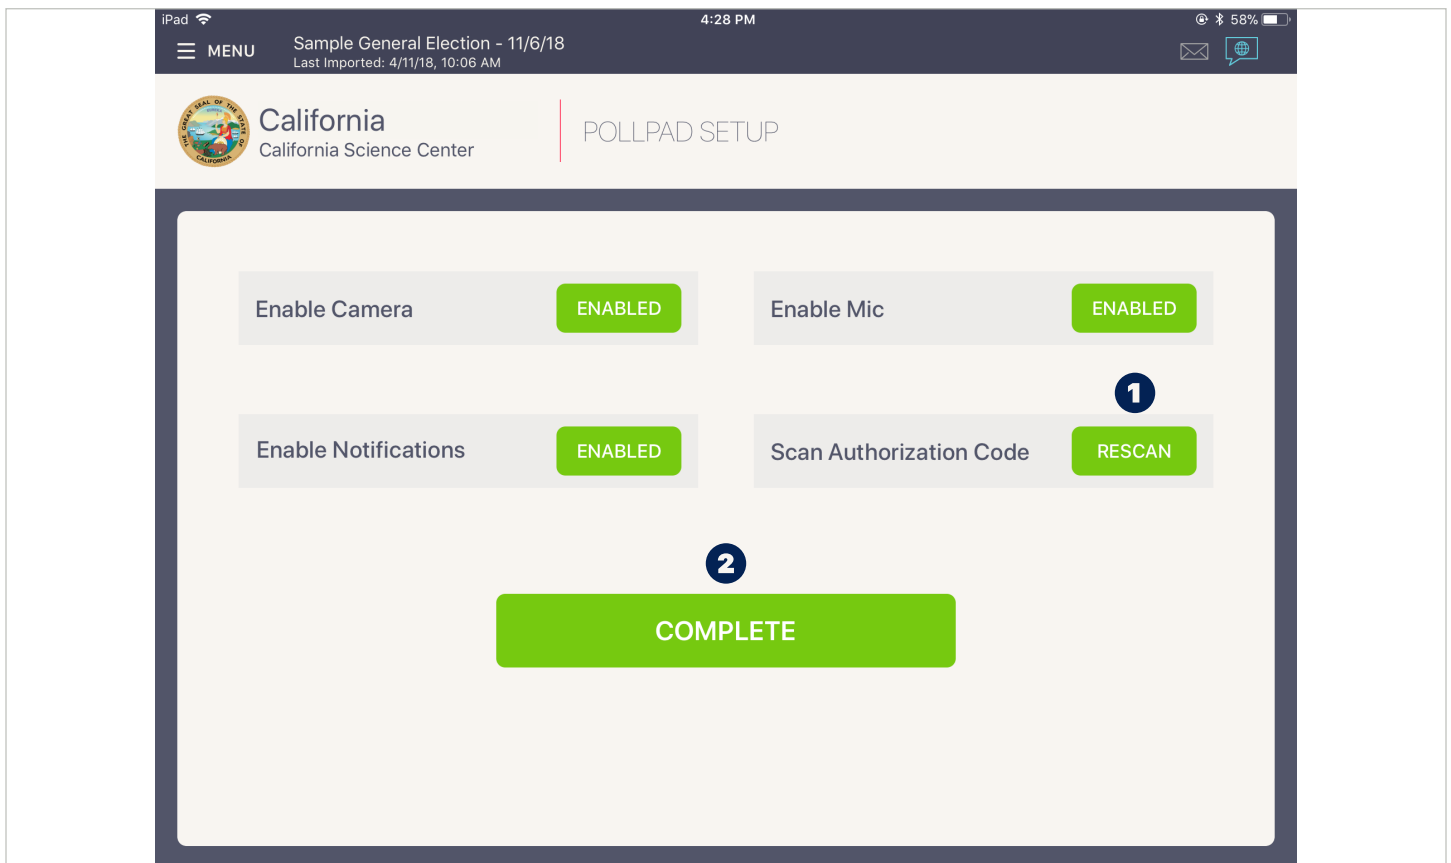 iPad
4:28 PM
58%
MENU
Sample General Election - 11/6/18
Last Imported: 4/11/18, 10:06 AM
California
California Science Center
POLLPAD SETUP
Enable Camera
ENABLED
Enable Mic
ENABLED
1
Enable Notifications
ENABLED
Scan Authorization Code
RESCAN
2
COMPLETE